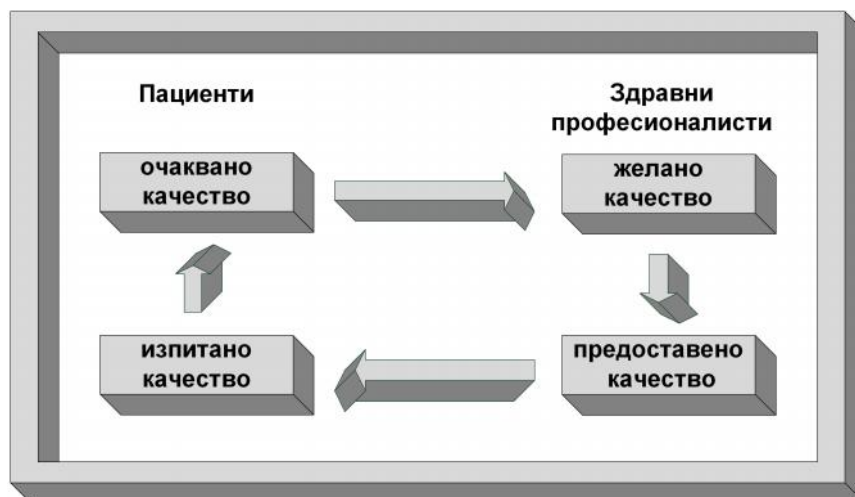 Пациенти
Здравни
професионалисти
очаквано
качество
желано
качество
изпитано
качество
предоставено
качество